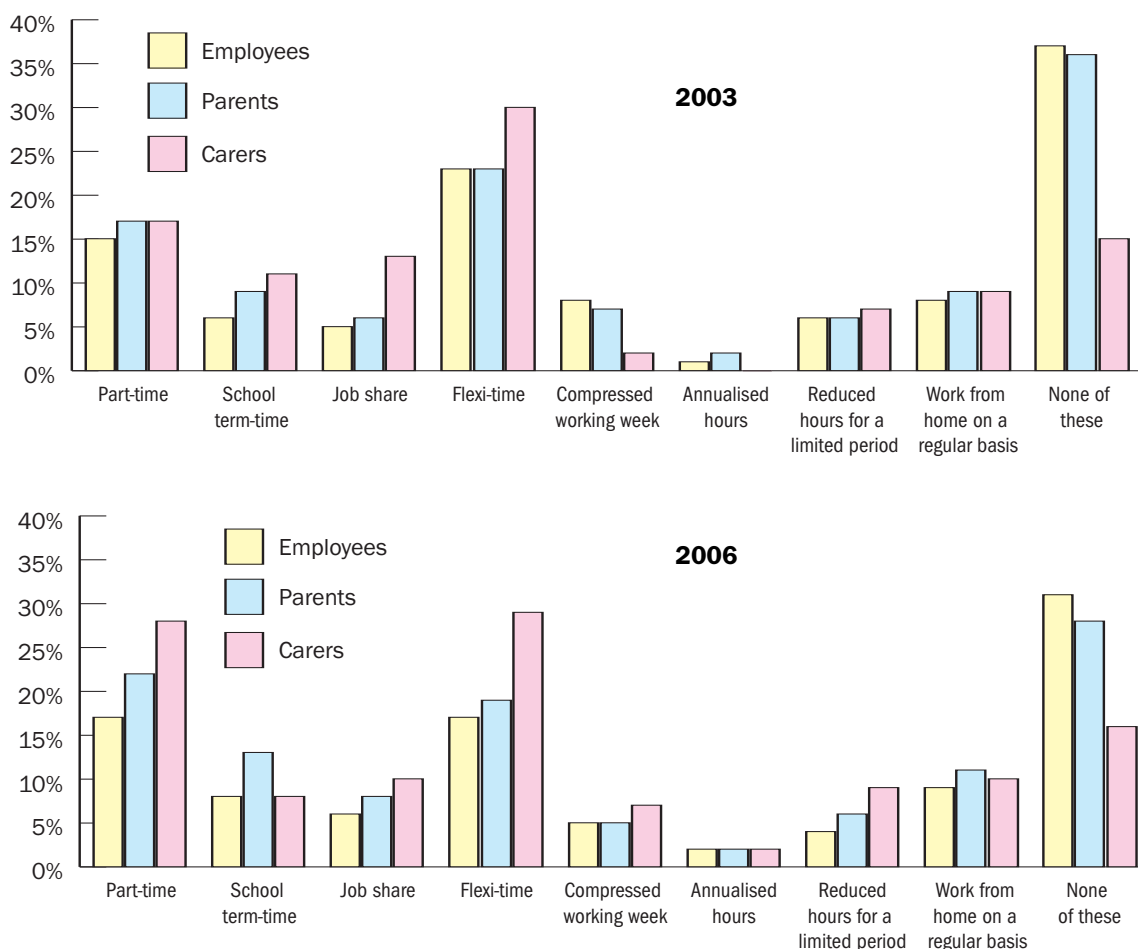 40%
35%
30%
25%
20%
15%
10%
5%
0%
Employees
Parents
Carers
2003
Part-time
School
term-time
Job share
Flexi-time
Compressed
working week
Annualised
hours
Reduced
hours for a
limited period
Work from
home on a
regular basis
None of
these
40%
35%
30%
25%
20%
15%
10%
5%
0%
Employees
Parents
Carers
2006
Part-time
School
term-time
Job share
Flexi-time
Compressed
working week
Annualised
hours
Reduced
hours for a
limited period
Work from
home on a
regular basis
None
of these